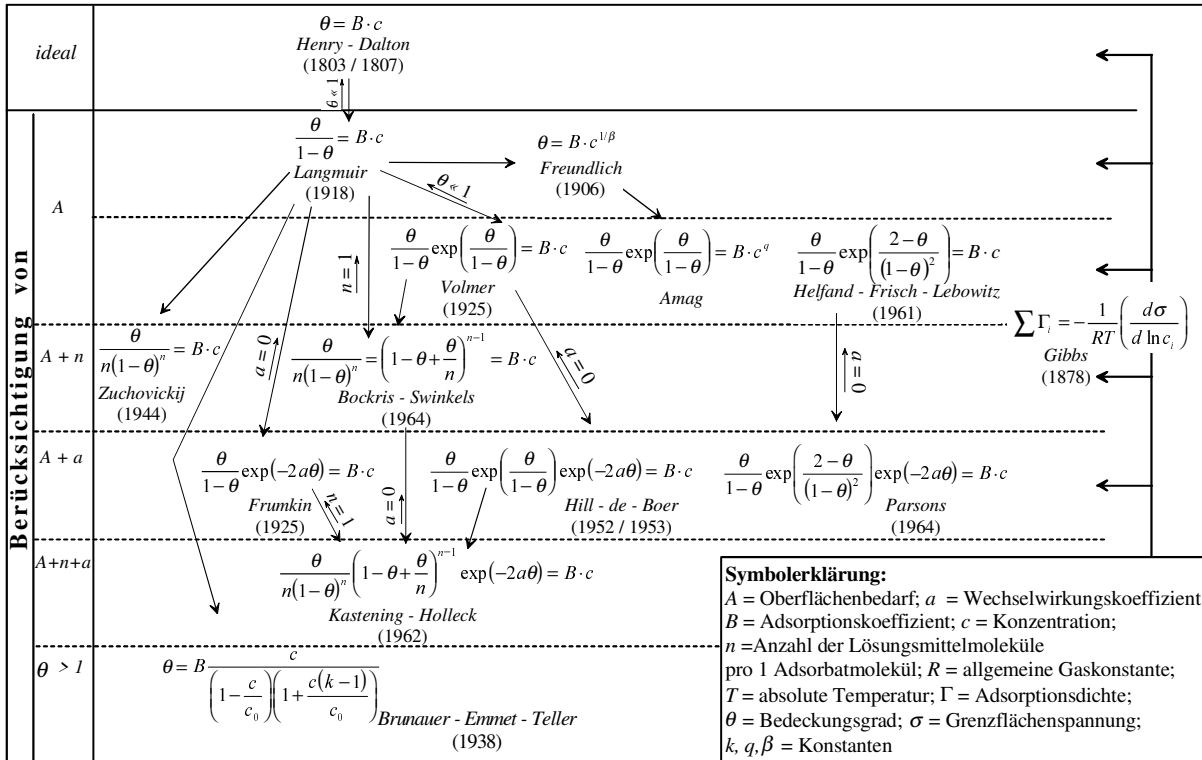 ideal
θ = B · c
Henry - Dalton
(1803 / 1807)
θ « 1
Berücksichtigung von
A
θ/(1−θ) = B · c
Langmuir
(1918)
θ = B · c^{1/β}
Freundlich
(1906)
θ « 1
n = 1
θ/(1−θ) exp(θ/(1−θ)) = B · c
Volmer
(1925)
θ/(1−θ) exp(θ/(1−θ)) = B · c^q
Amag
θ/(1−θ) exp((2−θ)/(1−θ)^2) = B · c
Helfand - Frisch - Lebowitz
(1961)
∑ Γ_i = − 1/RT (dσ/d ln c_i)
Gibbs
(1878)
A + n
θ/(n(1−θ)^n) = B · c
Zuchovickij
(1944)
a = 0
θ/(n(1−θ)^n) = (1−θ+θ/n)^{n−1} = B · c
Bockris - Swinkels
(1964)
a = 0
a = 0
A + a
θ/(1−θ) exp(−2aθ) = B · c
Frumkin
(1925)
n = 1
a = 0
θ/(1−θ) exp(θ/(1−θ)) exp(−2aθ) = B · c
Hill - de - Boer
(1952 / 1953)
θ/(1−θ) exp((2−θ)/(1−θ)^2) exp(−2aθ) = B · c
Parsons
(1964)
A+n+a
θ/(n(1−θ)^n) (1−θ+θ/n)^{n−1} exp(−2aθ) = B · c
Kastening - Holleck
(1962)
θ > 1
θ = B c/((1−c/c_0)(1+c(k−1)/c_0))
Brunauer - Emmet - Teller
(1938)
Symbolerklärung:
A = Oberflächenbedarf; a = Wechselwirkungskoeffizient
B = Adsorptionskoeffizient; c = Konzentration;
n =Anzahl der Lösungsmittelmoleküle
pro 1 Adsorbatmolekül; R = allgemeine Gaskonstante;
T = absolute Temperatur; Γ = Adsorptionsdichte;
θ = Bedeckungsgrad; σ = Grenzflächenspannung;
k, q, β = Konstanten